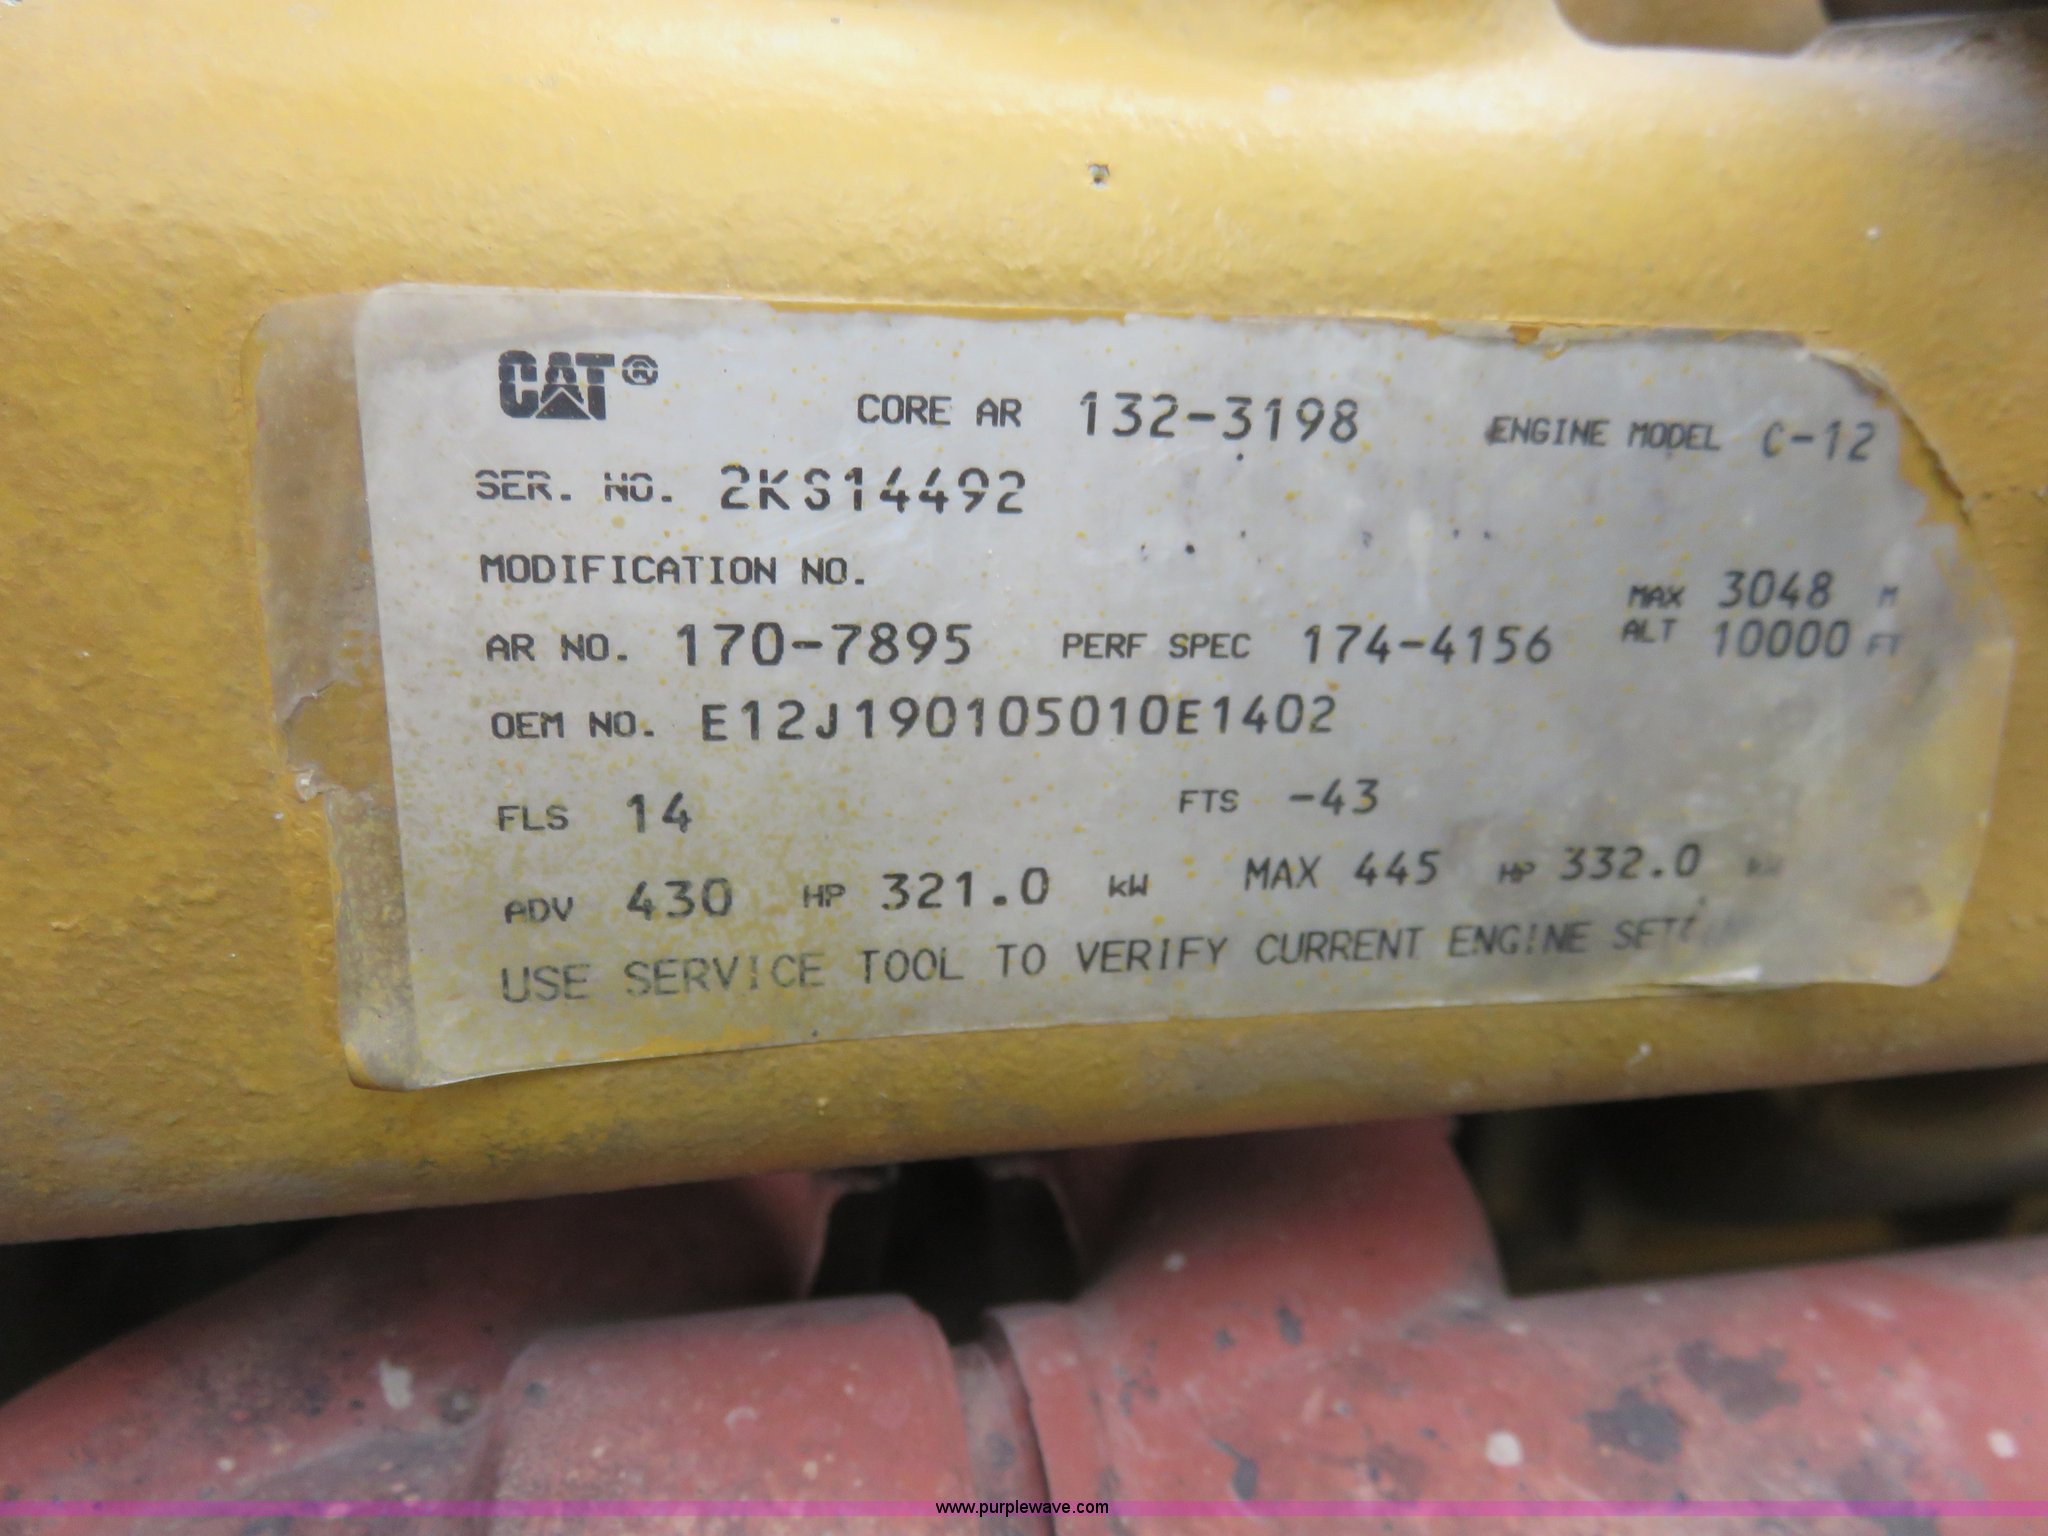 CAT®
CORE AR 132-3198 ENGINE MODEL C-12
SER. NO. 2KS14492
MODIFICATION NO.
MAX 3048 M
AR NO. 170-7895 PERF SPEC 174-4156 ALT 10000 FT
OEM NO. E12J190105010E1402
FLS 14 FTS -43
ADV 430 HP 321.0 kW MAX 445 HP 332.0 kW
USE SERVICE TOOL TO VERIFY CURRENT ENGINE
www.purplewave.com